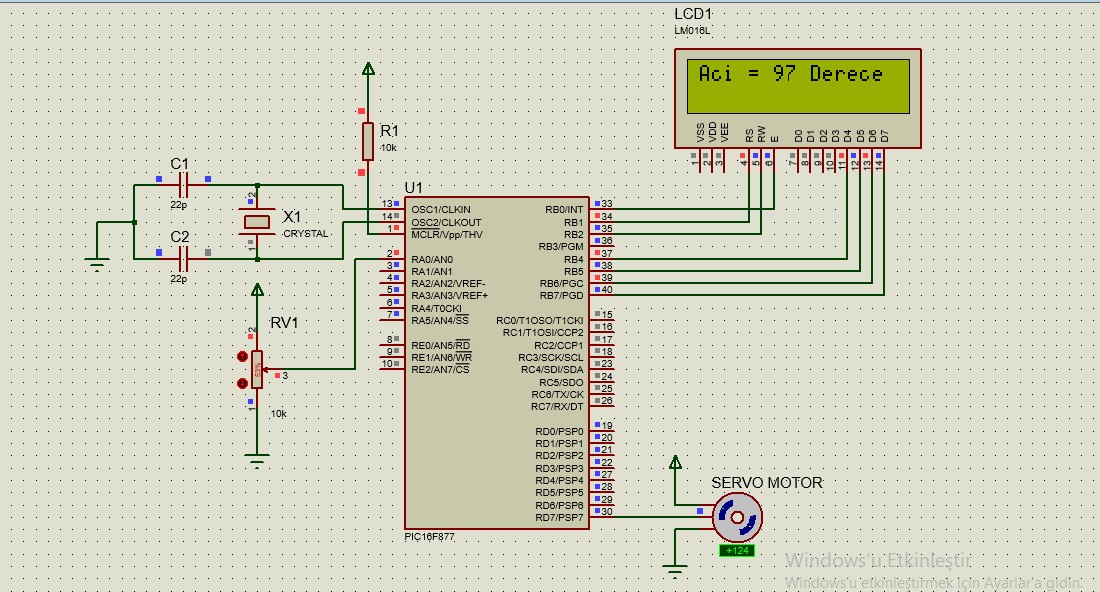 LCD1
LM016L
Aci = 97 Derece
VSS
VDD
VEE
RS
RW
E
D0
D1
D2
D3
D4
D5
D6
D7
1
2
3
4
5
6
7
8
9
10
11
12
13
14
R1
10k
C1
22p
X1
CRYSTAL
2
1
C2
22p
RV1
2
53%
3
1
10k
U1
13 OSC1/CLKIN
14 OSC2/CLKOUT
1 MCLR/Vpp/THV
2 RA0/AN0
3 RA1/AN1
4 RA2/AN2/VREF-
5 RA3/AN3/VREF+
6 RA4/T0CKI
7 RA5/AN4/SS
8 RE0/AN5/RD
9 RE1/AN6/WR
10 RE2/AN7/CS
RB0/INT 33
RB1 34
RB2 35
RB3/PGM 36
RB4 37
RB5 38
RB6/PGC 39
RB7/PGD 40
RC0/T1OSO/T1CKI 15
RC1/T1OSI/CCP2 16
RC2/CCP1 17
RC3/SCK/SCL 18
RC4/SDI/SDA 23
RC5/SDO 24
RC6/TX/CK 25
RC7/RX/DT 26
RD0/PSP0 19
RD1/PSP1 20
RD2/PSP2 21
RD3/PSP3 22
RD4/PSP4 27
RD5/PSP5 28
RD6/PSP6 29
RD7/PSP7 30
PIC16F877
SERVO MOTOR
+124
Windows'u Etkinleştir
Windows'u etkinleştirmek için Ayarlar'a gidin.